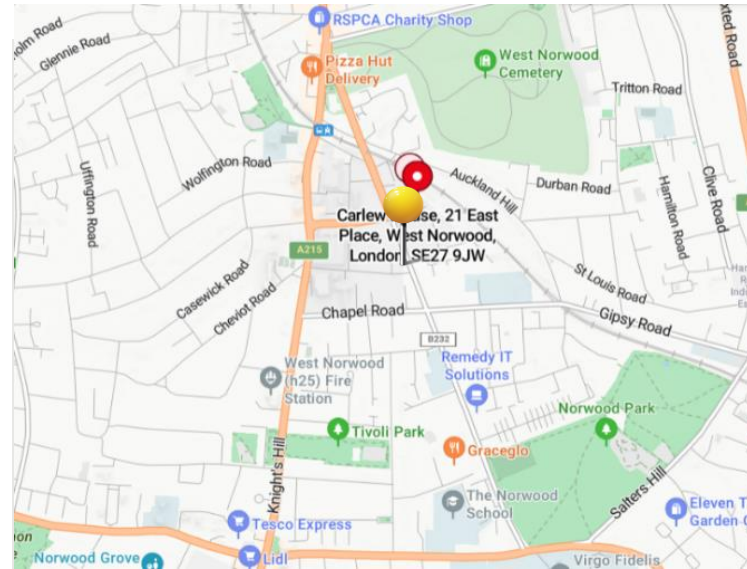 RSPCA Charity Shop
Glennie Road
Pizza Hut
Delivery
West Norwood
Cemetery
Tritton Road
Uffington Road
Wolfington Road
Auckland Hill
Durban Road
Hamilton Road
Clive Road
21 East
Place, West Norwood,
London, SE27 9JW
A215
Casewick Road
Cheviot Road
St Louis Road
Chapel Road
Gipsy Road
B232
West Norwood
(h25) Fire
Station
Remedy IT
Solutions
Norwood Park
Tivoli Park
Graceglo
Knight's Hill
The Norwood
School
Salters Hill
Tesco Express
Eleven
Garden
Norwood Grove
Lidl
Virgo Fidelis